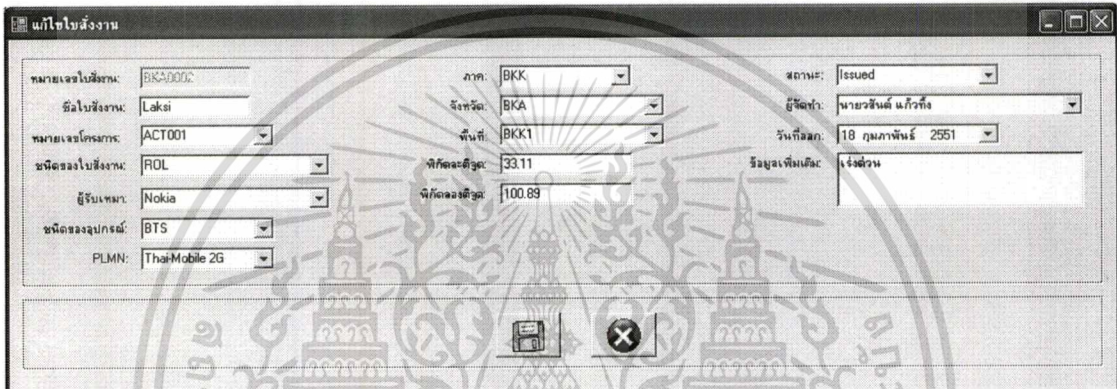 แก้ไขใบสั่งงาน
หมายเลขใบสั่งงาน: BKA0002
ชื่อใบสั่งงาน: Laksi
หมายเลขโครงการ: ACT001
ชนิดของใบสั่งงาน: ROL
ผู้รับเหมา: Nokia
ชนิดของอุปกรณ์: BTS
PLMN: Thai-Mobile 2G
ภาค: BKK
จังหวัด: BKA
พื้นที่: BKK1
พิกัดละติจูด: 33.11
พิกัดลองติจูด: 100.89
สถานะ: Issued
ผู้จัดทำ: นายวสันต์ แก้วกิ้ง
วันที่ออก: 18 กุมภาพันธ์ 2551
ข้อมูลเพิ่มเติม: เร่งด่วน